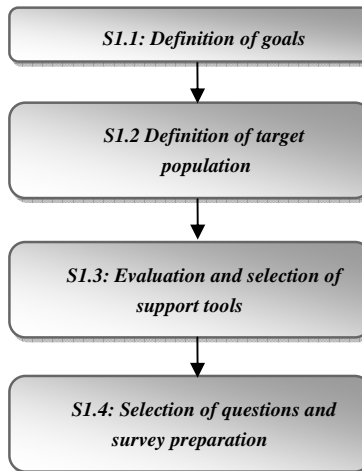 S1.1: Definition of goals
S1.2 Definition of target
population
S1.3: Evaluation and selection of
support tools
S1.4: Selection of questions and
survey preparation